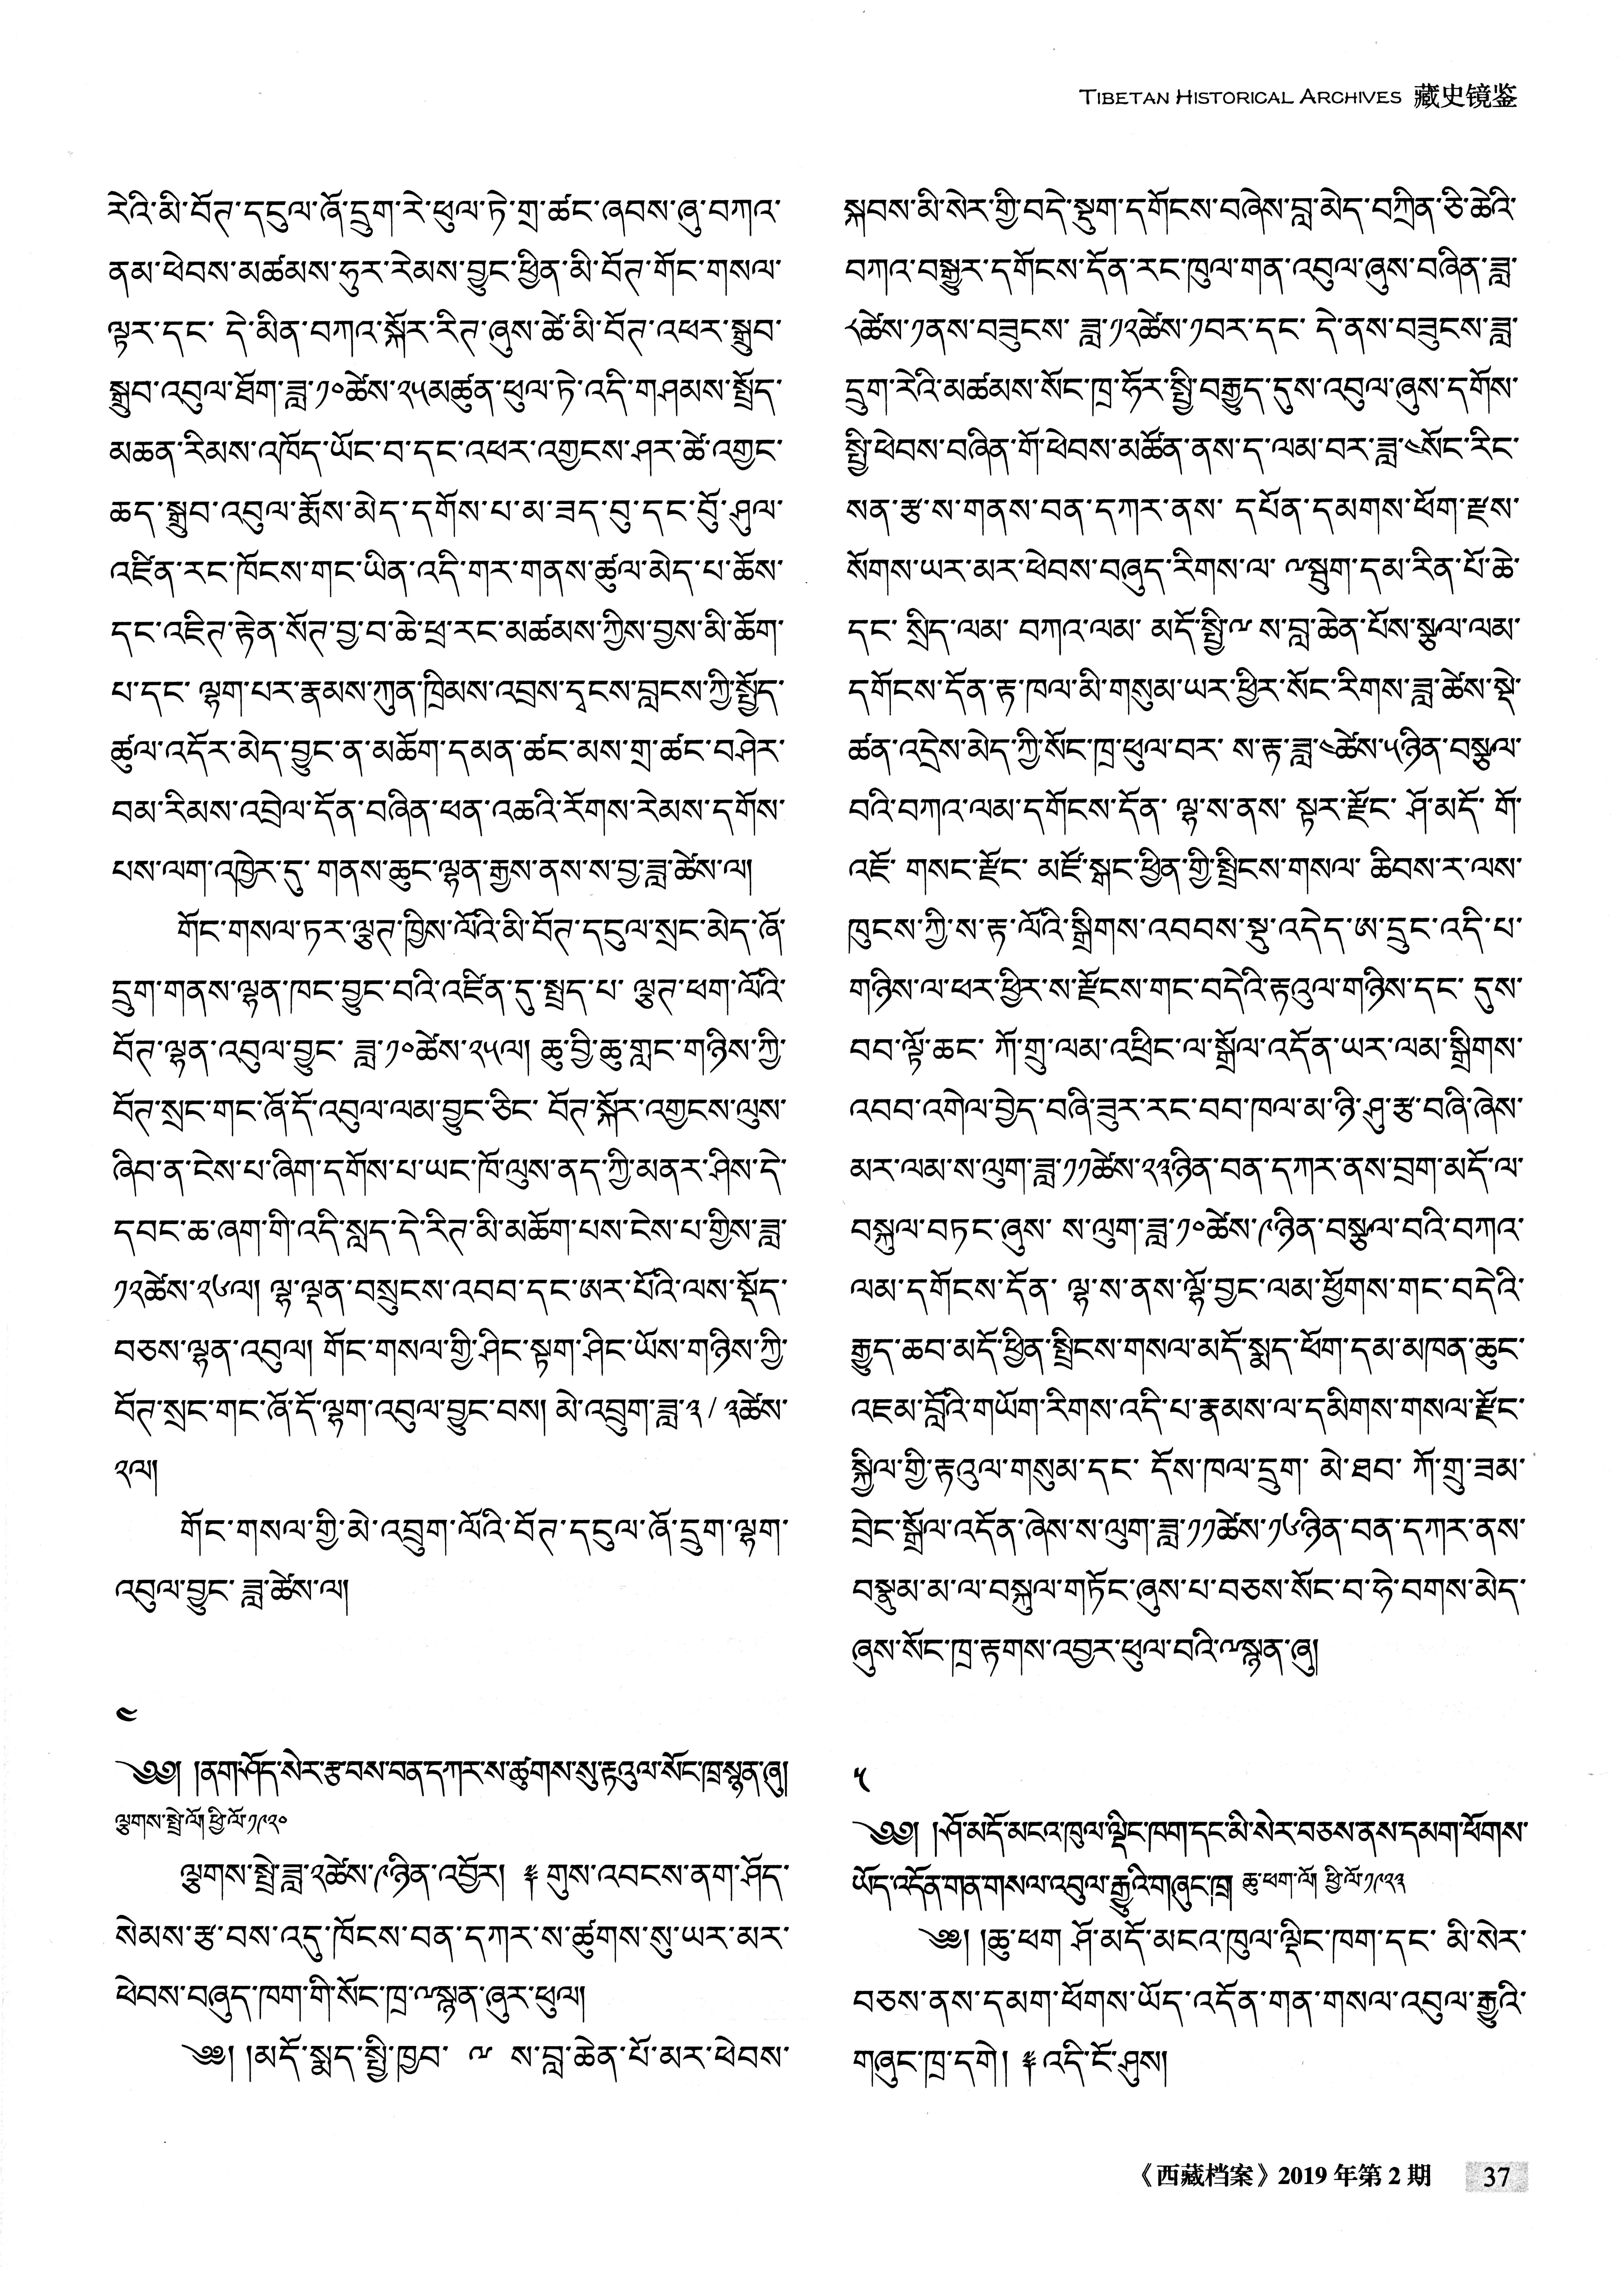 TIBETAN HISTORICAL ARCHIVES 藏史镜鉴
རེའི་མི་བོན་དངུལ་ཞོ་དྲུག་རེ་ཕུལ་ཏེ་གྲ་ཚང་ཞབས་ཞུ་བཀའ་
ནམ་ཕེབས་མཚམས་ཧུར་རེམས་བྱུང་ཕྱིན་མི་བོན་གོང་གསལ་
ལྟར་དང་ དེ་མིན་བཀའ་སྐོར་རིན་ཞུས་ཚེ་མི་བོན་འཕར་སྒྲུབ་
སྒྲུབ་འབུལ་ཐོག་ཟླ་༡༠ཚེས་༢༥མཚུན་ཕུལ་ཏེ་འདི་གཤམས་སྤྲོད་
མཆན་རིམས་འཁོད་ཡོང་བ་དང་འཕར་འགྱངས་ཤར་ཚེ་འགྱང་
ཆད་སྒྲུབ་འབུལ་རྨོས་མེད་དགོས་པ་མ་ཟད་བུ་དང་བུ་ོཤུལ་
འཛིན་རང་ཁོངས་གང་ཡིན་འདི་གར་གནས་ཚུལ་མེད་པ་ཆོས་
དང་འཇིག་རྟེན་སོན་བྱ་བ་ཆེ་ཕྲ་རང་མཚམས་ཀྱིས་བྱས་མི་ཆོག་
པ་དང་ ལྷག་པར་རྣམས་ཀུན་ཁྲིམས་འབྲས་དྭངས་བླངས་ཀྱི་སྤྱོད་
ཚུལ་འདོར་མེད་བྱུང་ན་མཆོག་དམན་ཚང་མས་གྲ་ཚང་བཤེར་
བམ་རིམས་འབྲེལ་དོན་བཞིན་ཕན་འཆའི་རོགས་རེམས་དགོས་
པས་ལག་འཁྱེར་དུ་ གནས་ཆུང་ལྷན་རྒྱས་ནས་ས་བྱ་ཟླ་ཚེས་ལ།
གོང་གསལ་ཏར་ལྕགས་ཁྱིས་ལོའི་མི་བོན་དངུལ་སྲང་མེད་ཞོ་
དྲུག་གནས་ལྷན་ཁང་བྱུང་བའི་འཛིན་དུ་སྤྲད་པ་ ལྕགས་ཕག་ལོའི་
བོན་ལྷན་འབུལ་བྱུང་ ཟླ་༡༠ཚེས་༢༥ལ། ཆུ་བྱི་ཆུ་གླང་གཉིས་ཀྱི་
བོན་སྲང་གང་ཞོ་དོ་འབུལ་ལམ་བྱུང་ཅིང་ བོན་སྐོར་འགྱངས་ལུས་
ཞིབ་ན་ངེས་པ་ཞིག་དགོས་པ་ཡང་ཁོ་ལུས་ནད་ཀྱི་མནར་ཤིས་དེ་
དབང་ཆ་ཞག་གི་འདི་སླད་དེ་རིན་མི་མཆོག་པས་ངེས་པ་གྱིས་ཟླ་
༡༢ཚེས་༢༦ལ། ལྷ་ལྡན་བསྲུངས་འབབ་དང་ཨར་པོའི་ལས་སྡོད་
བཅས་ལྷན་འབུལ། གོང་གསལ་གྱི་ཤིང་སྟག་ཤིང་ཡོས་གཉིས་ཀྱི་
བོན་སྲང་གང་ཞོ་དོ་ལྷག་འབུལ་བྱུང་བས། མེ་འབྲུག་ཟླ་༣ / ༣ཚེས་
༢ལ།
གོང་གསལ་གྱི་མེ་འབྲུག་ལོའི་བོན་དངུལ་ཞོ་དྲུག་ལྷག་
འབུལ་བྱུང་ ཟླ་ཚེས་ལ།
༤
༄༅། །ནག་ཤོད་སེར་རྩ་བས་བན་དཀར་ས་ཚུགས་སུ་རྟའུལ་སོང་ཁྲ་སྙན་ཞུ།
ལྕགས་སྤྲེ་ལོ། ཕྱི་ལོ་༡༩༢༠
ལྕགས་སྤྲེ་ཟླ་༢ཚེས་༩ཉིན་འབྱོར། ༈ གུས་འབངས་ནག་ཤོད་
སེམས་རྩ་བས་འདུ་ཁོངས་བན་དཀར་ས་ཚུགས་སུ་ཡར་མར་
ཕེབས་བཞུད་ཁག་གི་སོང་ཁྲ་༧སྙན་ཞུར་ཕུལ།
༄༅། །མདོ་སྨད་སྤྱི་ཁྱབ་ ༧ ས་བླ་ཆེན་པོ་མར་ཕེབས་
སྐབས་མི་སེར་གྱི་བདེ་སྡུག་དགོངས་བཞེས་བླ་མེད་བཀྲིན་ཅི་ཆེའི་
བཀའ་བསྒྱུར་དགོངས་དོན་རང་ཁུལ་གན་འབུལ་ཞུས་བཞིན་ཟླ་
༨ཚེས་༡ནས་བཟུངས་ ཟླ་༡༢ཚེས་༡བར་དང་ དེ་ནས་བཟུངས་ཟླ་
དྲུག་རེའི་མཚམས་སོང་ཁྲ་ཧོར་སྤྱི་བརྒྱུད་དུས་འབུལ་ཞུས་དགོས་
སྤྱི་ཕེབས་བཞིན་གོ་ཕེབས་མཚོན་ནས་ད་ལམ་བར་ཟླ་༤སོང་རིང་
སན་རྩ་ས་གནས་བན་དཀར་ནས་ དཔོན་དམགས་ཕོག་རྫས་
སོགས་ཡར་མར་ཕེབས་བཞུད་རིགས་ལ་ ༧སྤྲུག་དམ་རིན་པོ་ཆེ་
དང་ སྲིད་ལམ་ བཀའ་ལམ་ མདོ་སྤྱི་༧ ས་བླ་ཆེན་པོས་སྩལ་ལམ་
དགོངས་དོན་རྟ་ཁལ་མི་གསུམ་ཡར་ཕྱིར་སོང་རིགས་ཟླ་ཚེས་སྡེ་
ཚན་འདྲེས་མེད་ཀྱི་སོང་ཁྲ་ཕུལ་བར་ ས་རྟ་ཟླ་༤ཚེས་༥ཉིན་བསྩལ་
བའི་བཀའ་ལམ་དགོངས་དོན་ ལྷ་ས་ནས་ སྟར་རྫོང་ ཤོ་མདོ་ གོ་
འཇོ་ གསང་རྫོང་ མཛོ་སྒང་ཕྱིན་གྱི་སྤྲིངས་གསལ་ ཆིབས་ར་ལས་
ཁུངས་ཀྱི་ས་རྟ་ལོའི་སྒྲིགས་འབབས་སྡུ་འདེད་ཨ་དྲུང་འདི་པ་
གཉིས་ལ་ཕར་ཕྱིར་ས་རྫོངས་གང་བདེའི་རྟའུལ་གཉིས་དང་ དུས་
བབ་ལྟོ་ཆང་ ཀོ་གྲུ་ལམ་འཕྲིང་ལ་སྒྲོལ་འདོན་ཡར་ལམ་སྒྲིགས་
འབབ་འགེལ་བྱེད་བཞི་ཟུར་རང་བབ་ཁལ་མ་ཉི་ཤུ་རྩ་བཞི་ཞེས་
མར་ལམ་ས་ལུག་ཟླ་༡༡ཚེས་༢༣ཉིན་བན་དཀར་ནས་བྲག་མདོ་ལ་
བསྐུལ་བཏང་ཞུས་ ས་ལུག་ཟླ་༡༠ཚེས་༩ཉིན་བསྩལ་བའི་བཀའ་
ལམ་དགོངས་དོན་ ལྷ་ས་ནས་ལྷོ་བྱང་ལམ་ཕྱོགས་གང་བདེའི་
རྒྱུད་ཆབ་མདོ་ཕྱིན་སྤྲིངས་གསལ་མདོ་སྨད་ཕོག་དམ་མཁན་ཆུང་
འཇམ་བློའི་གཡོག་རིགས་འདི་པ་རྣམས་ལ་དམིགས་གསལ་རྫོང་
སྐྱིལ་གྱི་རྟའུལ་གསུམ་དང་ དོས་ཁལ་དྲུག་ མེ་ཐབ་ ཀོ་གྲུ་ཟམ་
བྲེང་སྒྲོལ་འདོན་ཞེས་ས་ལུག་ཟླ་༡༡ཚེས་༡༦ཉིན་བན་དཀར་ནས་
བསྣུམ་མ་ལ་བསྐུལ་གཏོང་ཞུས་པ་བཅས་སོང་བ་ཧེ་བགས་མེད་
ཞུས་སོང་ཁྲ་རྟགས་འབྱར་ཕུལ་བའི་༧སྙན་ཞུ།
༥
༄༅། །ཤོ་མདོ་མངའ་ཁུལ་ལྡིང་ཁག་དང་མི་སེར་བཅས་ནས་དམག་ཕོགས་
ཡོད་འདོན་གན་གསལ་འབུལ་རྒྱུའི་གཞུང་ཁྲ། ཆུ་ཕག་ལོ། ཕྱི་ལོ་༡༩༢༣
༄། །ཆུ་ཕག་ ཤོ་མདོ་མངའ་ཁུལ་ལྡིང་ཁག་དང་ མི་སེར་
བཅས་ནས་དམག་ཕོགས་ཡོད་འདོན་གན་གསལ་འབུལ་རྒྱུའི་
གཞུང་ཁྲ་དགེ། ༈ འདི་ངོ་ཤུས།
《西藏档案》2019 年第 2 期 37